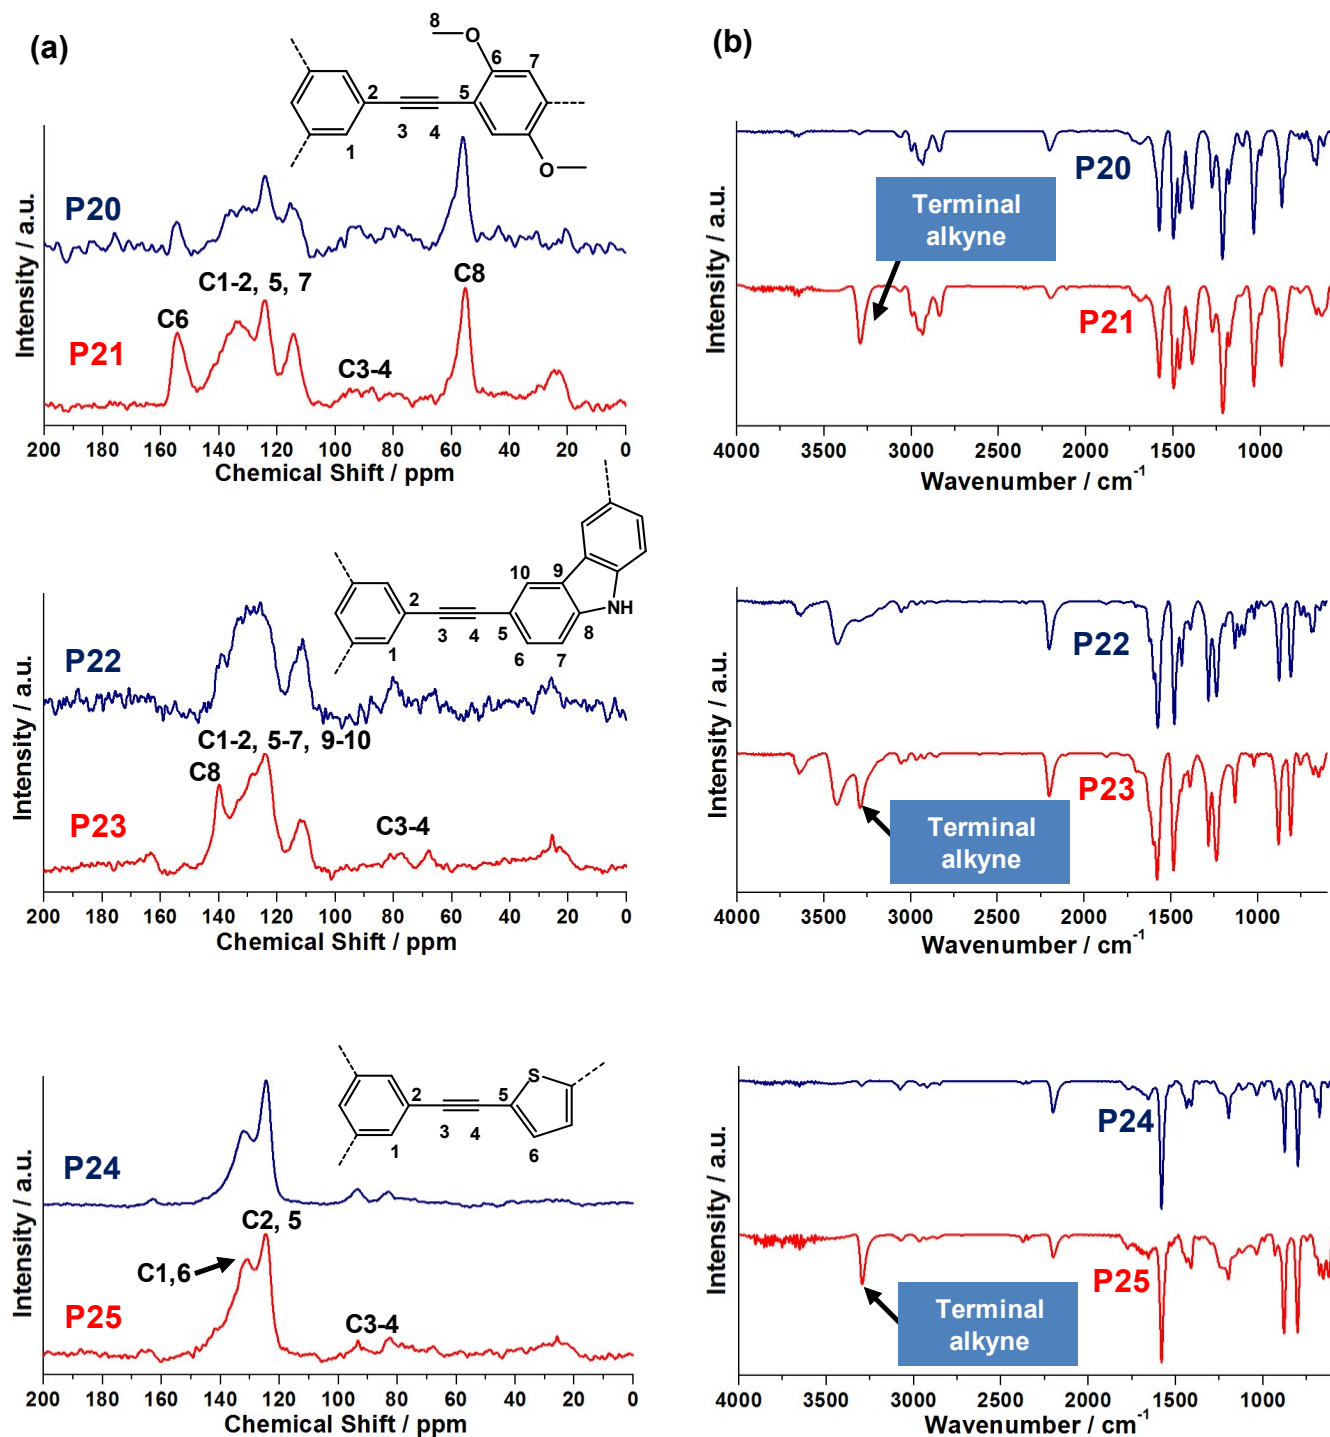 (a)
(b)
8
O
6
7
2
5
3
4
1
O
P20
C1-2, 5, 7
C8
C6
P21
C3-4
Intensity / a.u.
200 180 160 140 120 100 80 60 40 20 0
Chemical Shift / ppm
P20
Terminal
alkyne
P21
Intensity / a.u.
4000 3500 3000 2500 2000 1500 1000
Wavenumber / cm⁻¹
10
9
2
NH
3
4
5
8
1
6
7
P22
C1-2, 5-7, 9-10
C8
P23
C3-4
Intensity / a.u.
200 180 160 140 120 100 80 60 40 20 0
Chemical Shift / ppm
P22
P23
Terminal
alkyne
Intensity / a.u.
4000 3500 3000 2500 2000 1500 1000
Wavenumber / cm⁻¹
S
2
5
3
4
1
6
P24
C2, 5
C1,6
P25
C3-4
Intensity / a.u.
200 180 160 140 120 100 80 60 40 20 0
Chemical Shift / ppm
P24
P25
Terminal
alkyne
Intensity / a.u.
4000 3500 3000 2500 2000 1500 1000
Wavenumber / cm⁻¹